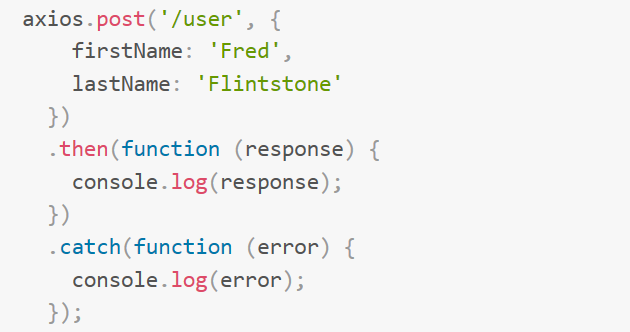 axios.post('/user', {
    firstName: 'Fred',
    lastName: 'Flintstone'
  })
  .then(function (response) {
    console.log(response);
  })
  .catch(function (error) {
    console.log(error);
  });